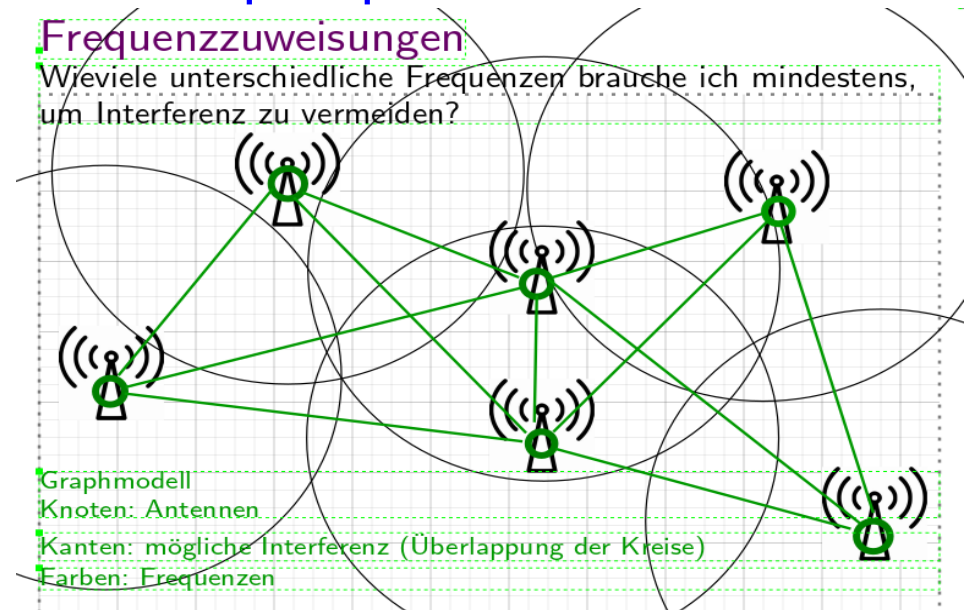 Frequenzzuweisungen
Wieviele unterschiedliche Frequenzen brauche ich mindestens,
um Interferenz zu vermeiden?
Graphmodell
Knoten: Antennen
Kanten: mögliche Interferenz (Überlappung der Kreise)
Farben: Frequenzen